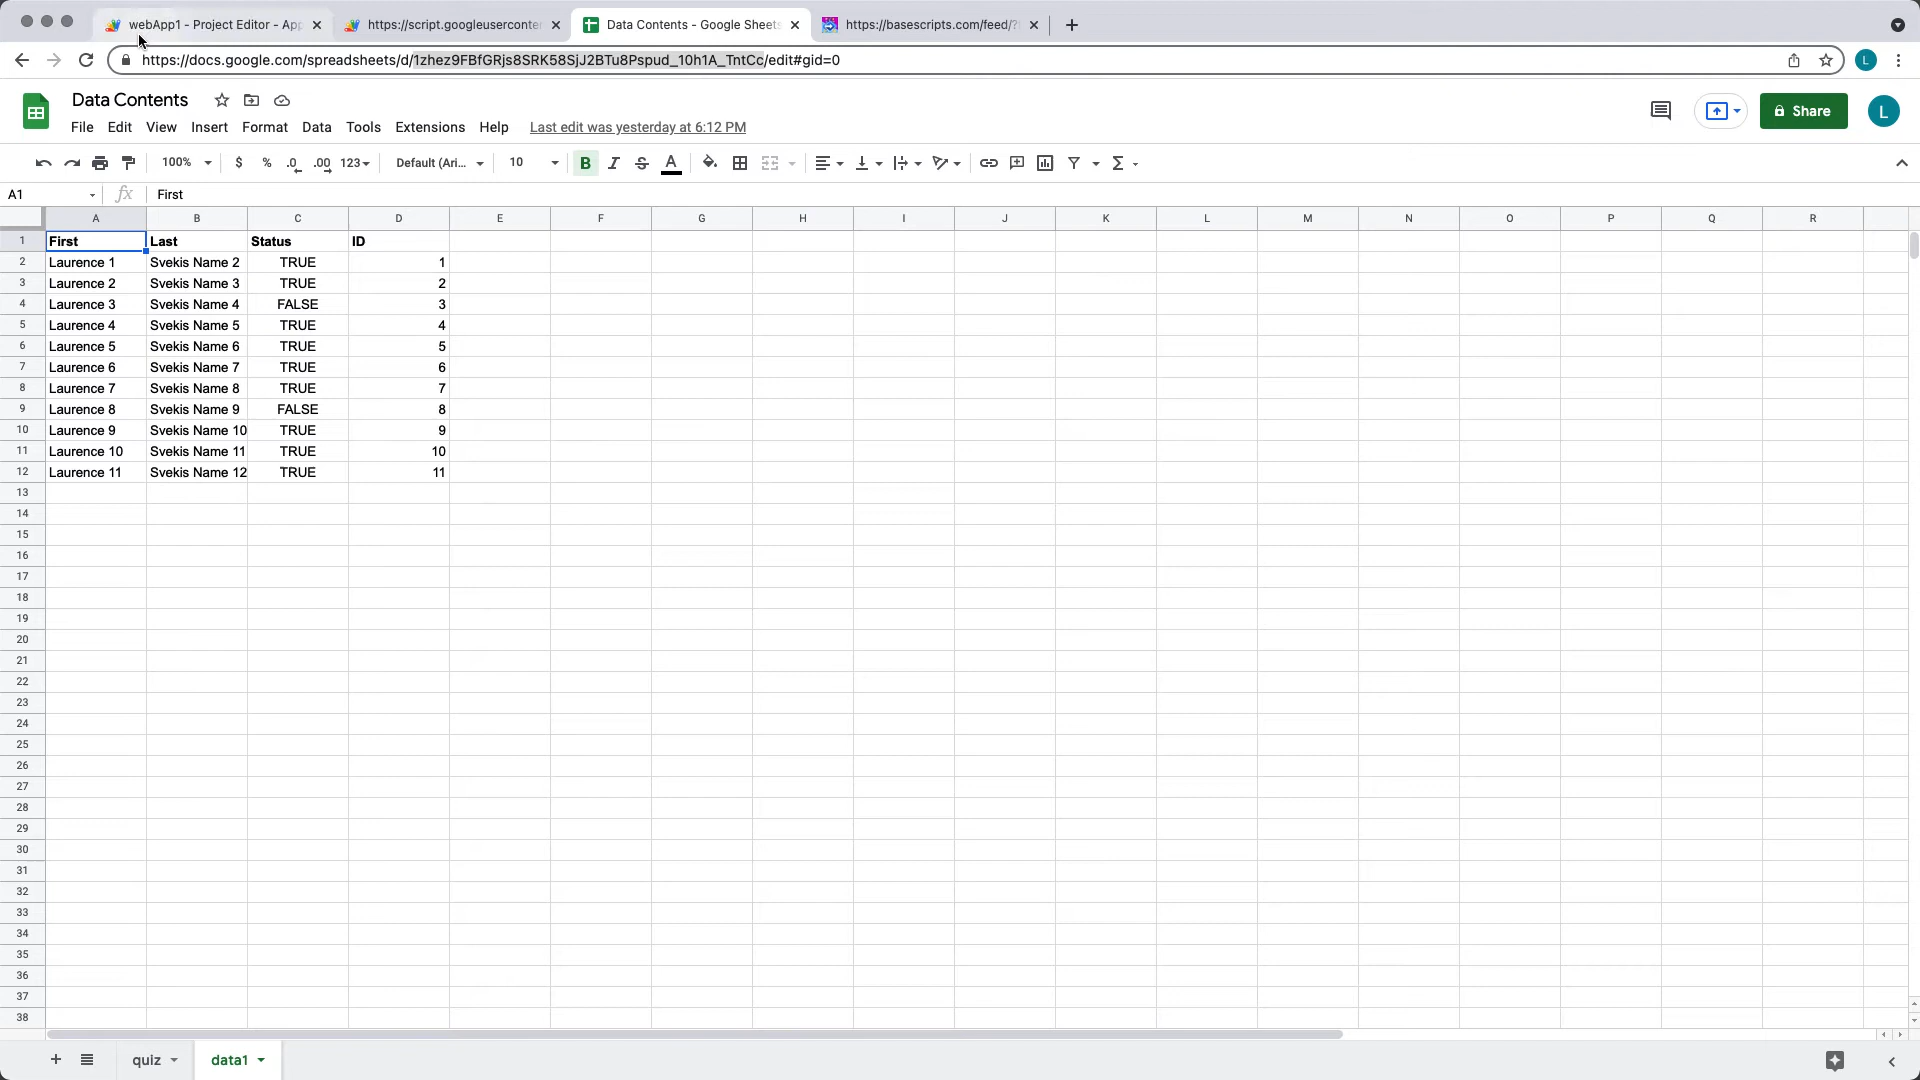 webApp1 - Project Editor - App
https://script.googleuserconten
Data Contents - Google Sheets
https://basescripts.com/feed/?
https://docs.google.com/spreadsheets/d/1zhez9FBfGRjs8SRK58SjJ2BTu8Pspud_10h1A_TntCc/edit#gid=0
L
Data Contents
File Edit View Insert Format Data Tools Extensions Help Last edit was yesterday at 6:12 PM
Share
L
100% $ % .0 .00 123 Default (Ari... 10 B I S A Σ
A1 fx First
A B C D E F G H I J K L M N O P Q R
1 First Last Status ID
2 Laurence 1 Svekis Name 2 TRUE 1
3 Laurence 2 Svekis Name 3 TRUE 2
4 Laurence 3 Svekis Name 4 FALSE 3
5 Laurence 4 Svekis Name 5 TRUE 4
6 Laurence 5 Svekis Name 6 TRUE 5
7 Laurence 6 Svekis Name 7 TRUE 6
8 Laurence 7 Svekis Name 8 TRUE 7
9 Laurence 8 Svekis Name 9 FALSE 8
10 Laurence 9 Svekis Name 10 TRUE 9
11 Laurence 10 Svekis Name 11 TRUE 10
12 Laurence 11 Svekis Name 12 TRUE 11
13
14
15
16
17
18
19
20
21
22
23
24
25
26
27
28
29
30
31
32
33
34
35
36
37
38
quiz data1